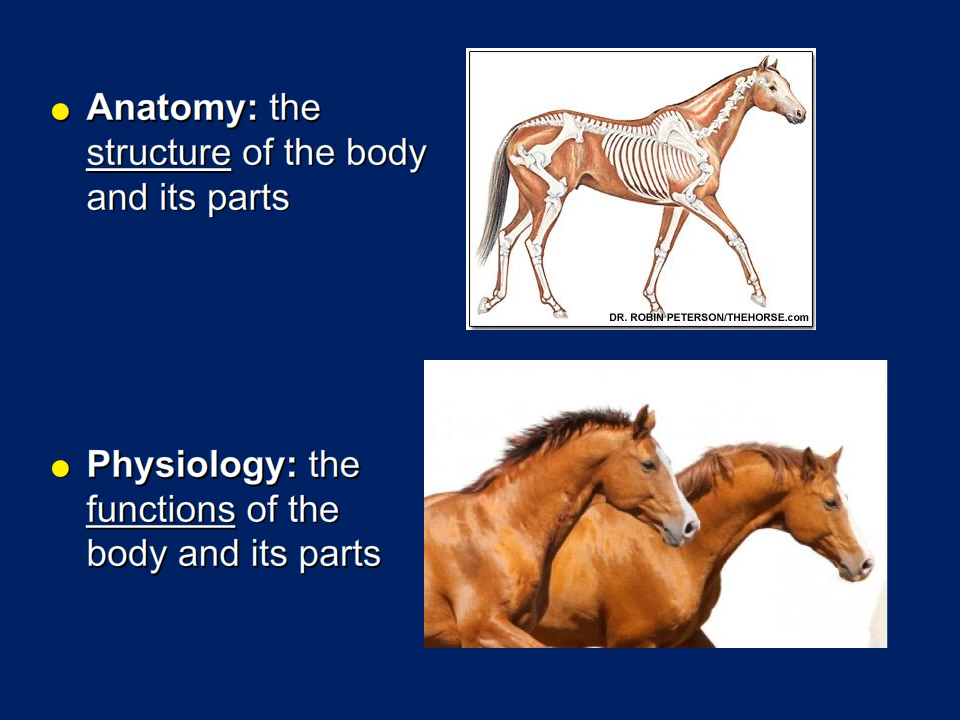 Anatomy: the
structure of the body
and its parts
DR. ROBIN PETERSON/THEHORSE.com
Physiology: the
functions of the
body and its parts